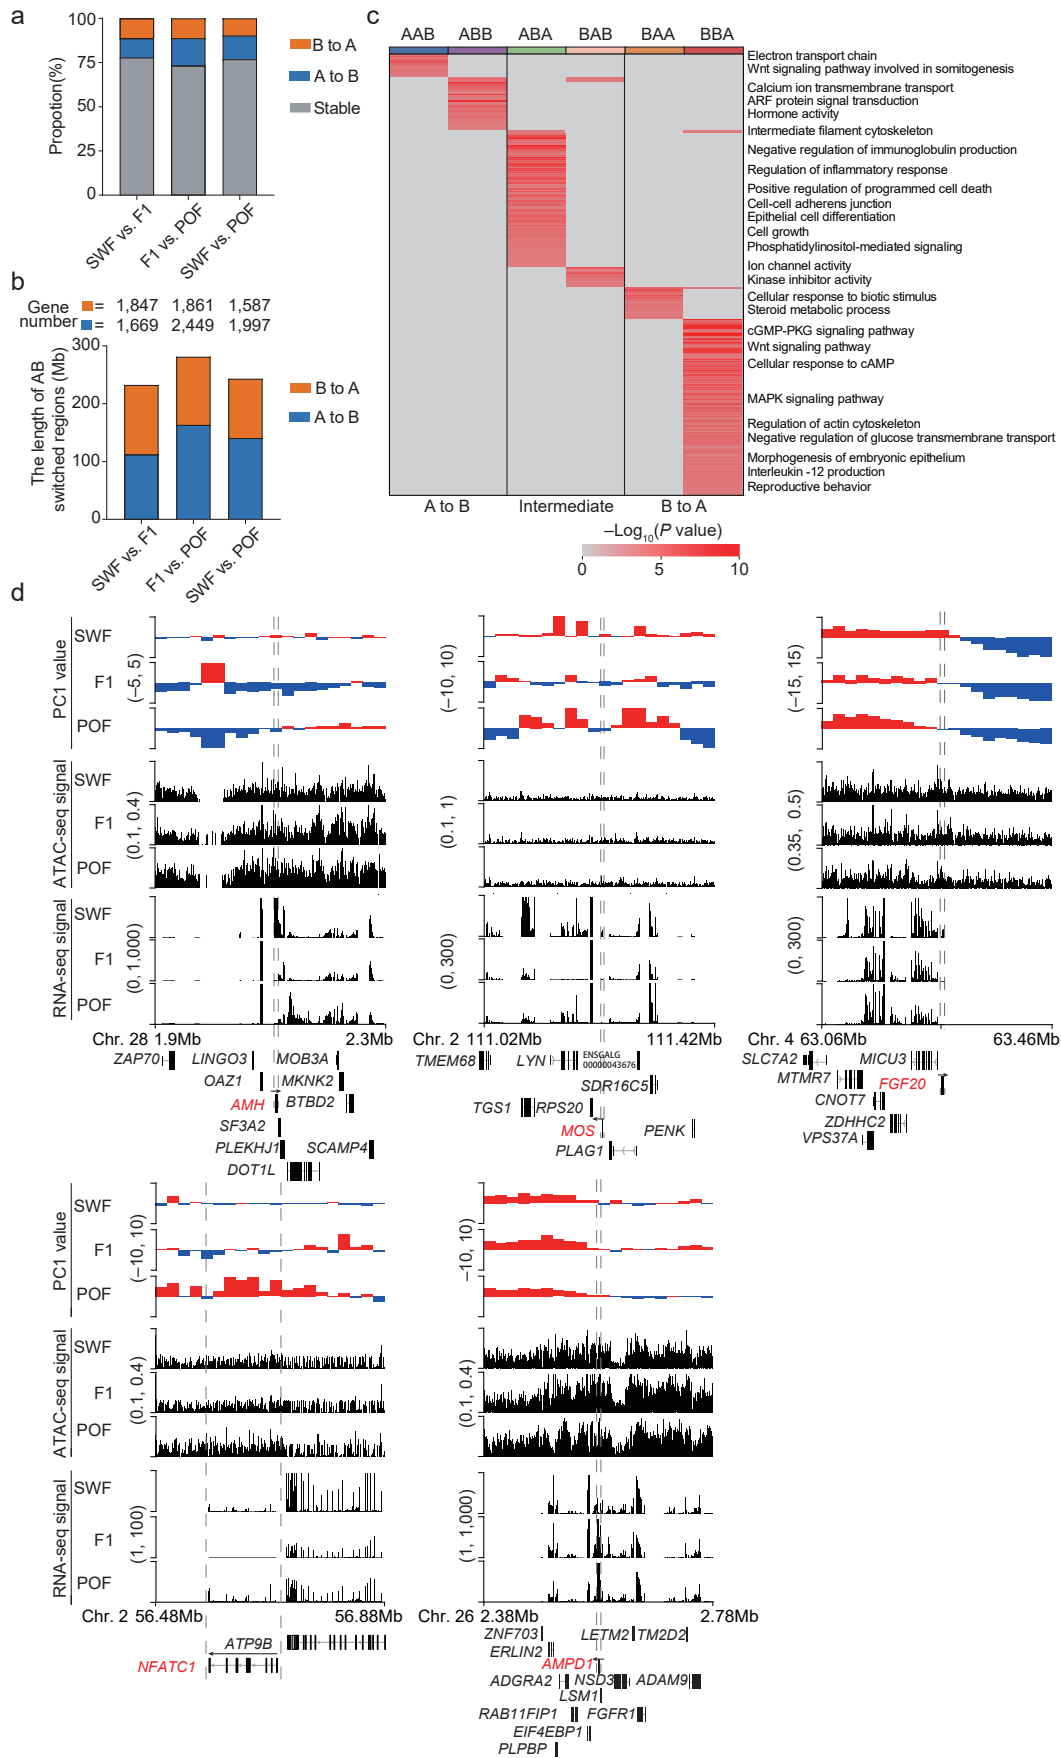 a
100
75
50
25
0
Propotion(%)
B to A
A to B
Stable
SWF vs. F1
F1 vs. POF
SWF vs. POF
b
Gene number
= 1,847 1,861 1,587
= 1,669 2,449 1,997
300
200
100
0
The length of AB switched regions (Mb)
B to A
A to B
SWF vs. F1
F1 vs. POF
SWF vs. POF
c
AAB ABB ABA BAB BAA BBA
Electron transport chain
Wnt signaling pathway involved in somitogenesis
Calcium ion transmembrane transport
ARF protein signal transduction
Hormone activity
Intermediate filament cytoskeleton
Negative regulation of immunoglobulin production
Regulation of inflammatory response
Positive regulation of programmed cell death
Cell-cell adherens junction
Epithelial cell differentiation
Cell growth
Phosphatidylinositol-mediated signaling
Ion channel activity
Kinase inhibitor activity
Cellular response to biotic stimulus
Steroid metabolic process
cGMP-PKG signaling pathway
Wnt signaling pathway
Cellular response to cAMP
MAPK signaling pathway
Regulation of actin cytoskeleton
Negative regulation of glucose transmembrane transport
Morphogenesis of embryonic epithelium
Interleukin -12 production
Reproductive behavior
A to B Intermediate B to A
–Log10(P value)
0 5 10
d
PC1 value
SWF
F1
POF
(–5, 5)
ATAC-seq signal
SWF
F1
POF
(0.1, 0.4)
RNA-seq signal
SWF
F1
POF
(0, 1,000)
Chr. 28 1.9Mb 2.3Mb
ZAP70 LINGO3 MOB3A
OAZ1 MKNK2
AMH BTBD2
SF3A2
PLEKHJ1 SCAMP4
DOT1L
(–10, 10)
(0.1, 1)
(0, 300)
Chr. 2 111.02Mb 111.42Mb
TMEM68 LYN ENSGALG
00000043676
SDR16C5
TGS1 RPS20
MOS PENK
PLAG1
(–15, 15)
(0.35, 0.5)
(0, 300)
Chr. 4 63.06Mb 63.46Mb
SLC7A2 MICU3
MTMR7 FGF20
CNOT7
ZDHHC2
VPS37A
PC1 value
SWF
F1
POF
(–10, 10)
ATAC-seq signal
SWF
F1
POF
(0.1, 0.4)
RNA-seq signal
SWF
F1
POF
(1, 100)
Chr. 2 56.48Mb 56.88Mb
ATP9B
NFATC1
–10, 10)
(0.1, 0.4)
(1, 1,000)
Chr. 26 2.38Mb 2.78Mb
ZNF703 LETM2 TM2D2
ERLIN2
AMPD1
ADGRA2 NSD3 ADAM9
LSM1
RAB11FIP1 FGFR1
EIF4EBP1
PLPBP